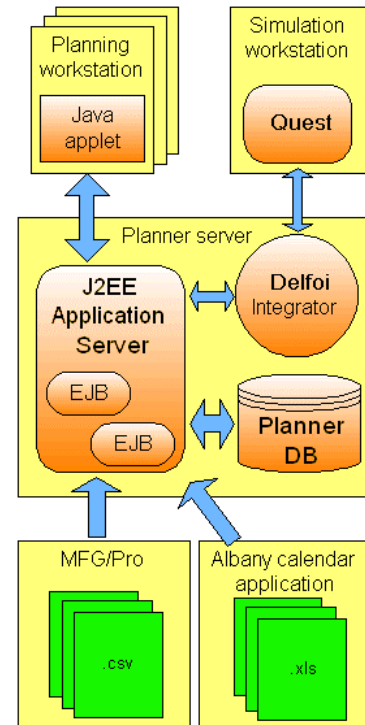 Planning
workstation
Java
applet
Simulation
workstation
Quest
Planner server
J2EE
Application
Server
EJB
EJB
Delfoi
Integrator
Planner
DB
MFG/Pro
.csv
Albany calendar
application
.xls